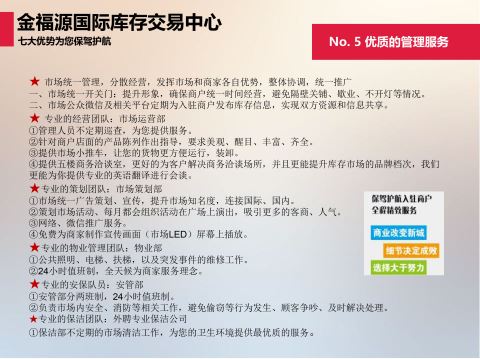 金福源国际库存交易中心
七大优势为您保驾护航
No. 5 优质的管理服务
★ 市场统一管理，分散经营，发挥市场和商家各自优势，整体协调，统一推广
一、市场统一开关门：提升形象，确保商户统一时间经营，避免隔壁关铺、歇业、不开灯等情况。
二、市场公众微信及相关平台定期为入驻商户发布库存信息，实现双方资源和信息共享。
★ 专业的经营团队：市场运营部
①管理人员不定期巡查，为您提供服务。
②针对商户店面的产品陈列作出指导，要求美观、醒目、丰富、齐全。
③提供市场小推车，让您的货物更方便运行，装卸。
④提供五楼商务洽谈室，更好的为客户解决商务洽谈场所，并且更能提升库存市场的品牌档次，我们
更能为你提供专业的英语翻译进行会谈。
★专业的策划团队：市场策划部
①市场统一广告策划、宣传，提升市场知名度，连接国际、国内。
②策划市场活动、每月都会组织活动在广场上演出，吸引更多的客商、人气。
③网络、微信推广服务。
④免费为商家制作宣传画面（市场LED）屏幕上播放。
★专业的物业管理团队：物业部
①公共照明、电梯、扶梯，以及突发事件的维修工作。
②24小时值班制，全天候为商家服务理念。
★专业的安保队员：安管部
①安管部分两班制，24小时值班制。
②负责市场内安全、消防等相关工作，避免偷窃等行为发生、顾客争吵、及时解决处理。
★专业的保洁团队：外聘专业保洁公司
①保洁部不定期的市场清洁工作，为您的卫生环境提供最优质的服务。
保驾护航入驻商户
全程精致服务
商业改变新城
细节决定成败
选择大于努力